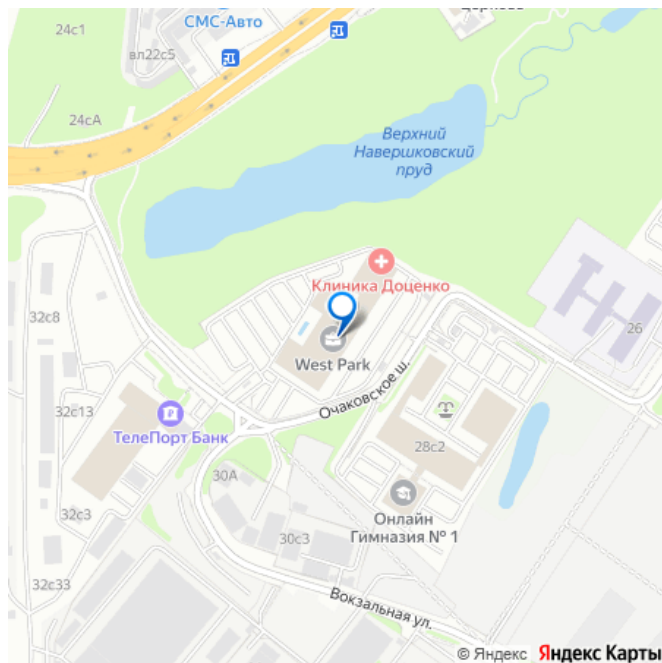 24с1
СМС-Авто
вл22с5
24сА
Верхний
Навершковский
пруд
Клиника Доценко
32с8
26
West Park
Очаковское ш.
32с13
ТелеПорт Банк
28с2
30А
32с3
Онлайн
Гимназия № 1
30с3
32с33
Вокзальная ул.
© Яндекс Яндекс Карты